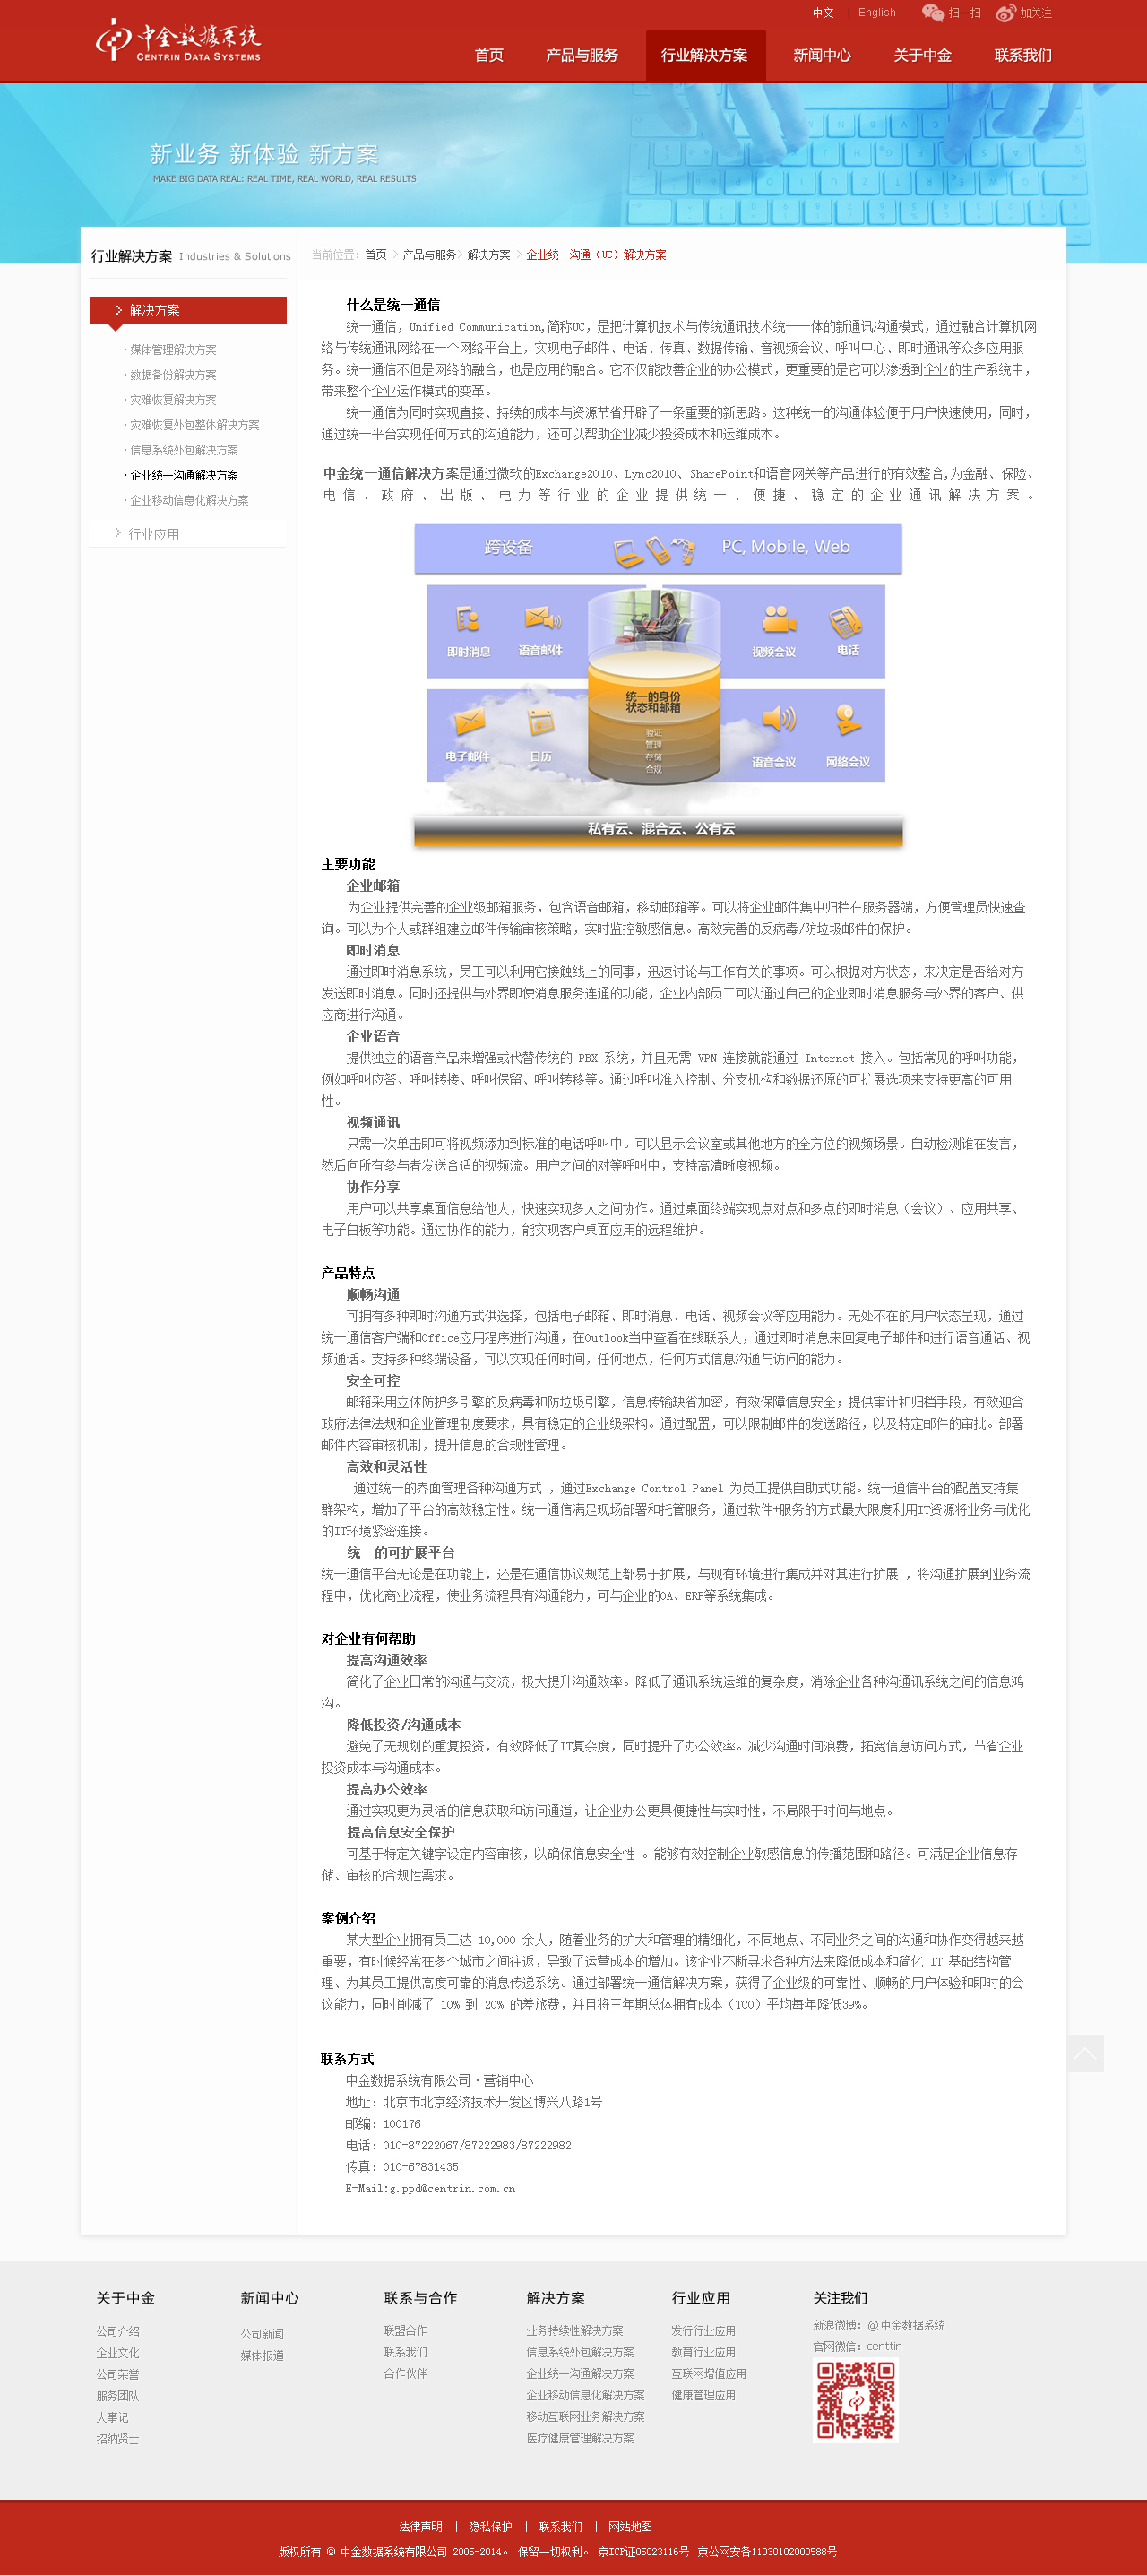 中文 English 扫一扫 加关注
中金数据系统
CENTRIN DATA SYSTEMS
首页 产品与服务 行业解决方案 新闻中心 关于中金 联系我们
新业务 新体验 新方案
MAKE BIG DATA REAL: REAL TIME, REAL WORLD, REAL RESULTS
行业解决方案 Industries & Solutions
解决方案
·媒体管理解决方案
·数据备份解决方案
·灾难恢复解决方案
·灾难恢复外包整体解决方案
·信息系统外包解决方案
·企业统一沟通解决方案
·企业移动信息化解决方案
行业应用
当前位置: 首页 > 产品与服务> 解决方案 > 企业统一沟通（UC）解决方案
什么是统一通信
统一通信，Unified Communication,简称UC，是把计算机技术与传统通讯技术统一一体的新通讯沟通模式，通过融合计算机网
络与传统通讯网络在一个网络平台上，实现电子邮件、电话、传真、数据传输、音视频会议、呼叫中心、即时通讯等众多应用服
务。统一通信不但是网络的融合，也是应用的融合。它不仅能改善企业的办公模式，更重要的是它可以渗透到企业的生产系统中，
带来整个企业运作模式的变革。
统一通信为同时实现直接、持续的成本与资源节省开辟了一条重要的新思路。这种统一的沟通体验便于用户快速使用，同时，
通过统一平台实现任何方式的沟通能力，还可以帮助企业减少投资成本和运维成本。
中金统一通信解决方案是通过微软的Exchange2010、Lync2010、SharePoint和语音网关等产品进行的有效整合,为金融、保险、
电信、政府、出版、电力等行业的企业提供统一、便捷、稳定的企业通讯解决方案。
跨设备 PC, Mobile, Web
即时消息 语音邮件 视频会议 电话
统一的身份
状态和邮箱
验证
管理
存储
合规
电子邮件 日历 语音会议 网络会议
私有云、混合云、公有云
主要功能
企业邮箱
为企业提供完善的企业级邮箱服务，包含语音邮箱，移动邮箱等。可以将企业邮件集中归档在服务器端，方便管理员快速查
询。可以为个人或群组建立邮件传输审核策略，实时监控敏感信息。高效完善的反病毒/防垃圾邮件的保护。
即时消息
通过即时消息系统，员工可以利用它接触线上的同事，迅速讨论与工作有关的事项。可以根据对方状态，来决定是否给对方
发送即时消息。同时还提供与外界即使消息服务连通的功能，企业内部员工可以通过自己的企业即时消息服务与外界的客户、供
应商进行沟通。
企业语音
提供独立的语音产品来增强或代替传统的 PBX 系统，并且无需 VPN 连接就能通过 Internet 接入。包括常见的呼叫功能，
例如呼叫应答、呼叫转接、呼叫保留、呼叫转移等。通过呼叫准入控制、分支机构和数据还原的可扩展选项来支持更高的可用
性。
视频通讯
只需一次单击即可将视频添加到标准的电话呼叫中。可以显示会议室或其他地方的全方位的视频场景。自动检测谁在发言，
然后向所有参与者发送合适的视频流。用户之间的对等呼叫中，支持高清晰度视频。
协作分享
用户可以共享桌面信息给他人，快速实现多人之间协作。通过桌面终端实现点对点和多点的即时消息（会议）、应用共享、
电子白板等功能。通过协作的能力，能实现客户桌面应用的远程维护。
产品特点
顺畅沟通
可拥有多种即时沟通方式供选择，包括电子邮箱、即时消息、电话、视频会议等应用能力。无处不在的用户状态呈现，通过
统一通信客户端和Office应用程序进行沟通，在Outlook当中查看在线联系人，通过即时消息来回复电子邮件和进行语音通话、视
频通话。支持多种终端设备，可以实现任何时间，任何地点，任何方式信息沟通与访问的能力。
安全可控
邮箱采用立体防护多引擎的反病毒和防垃圾引擎，信息传输缺省加密，有效保障信息安全；提供审计和归档手段，有效迎合
政府法律法规和企业管理制度要求，具有稳定的企业级架构。通过配置，可以限制邮件的发送路径，以及特定邮件的审批。部署
邮件内容审核机制，提升信息的合规性管理。
高效和灵活性
通过统一的界面管理各种沟通方式 ，通过Exchange Control Panel 为员工提供自助式功能。统一通信平台的配置支持集
群架构，增加了平台的高效稳定性。统一通信满足现场部署和托管服务，通过软件+服务的方式最大限度利用IT资源将业务与优化
的IT环境紧密连接。
统一的可扩展平台
统一通信平台无论是在功能上，还是在通信协议规范上都易于扩展，与现有环境进行集成并对其进行扩展 ，将沟通扩展到业务流
程中，优化商业流程，使业务流程具有沟通能力，可与企业的OA、ERP等系统集成。
对企业有何帮助
提高沟通效率
简化了企业日常的沟通与交流，极大提升沟通效率。降低了通讯系统运维的复杂度，消除企业各种沟通讯系统之间的信息鸿
沟。
降低投资/沟通成本
避免了无规划的重复投资，有效降低了IT复杂度，同时提升了办公效率。减少沟通时间浪费，拓宽信息访问方式，节省企业
投资成本与沟通成本。
提高办公效率
通过实现更为灵活的信息获取和访问通道，让企业办公更具便捷性与实时性，不局限于时间与地点。
提高信息安全保护
可基于特定关键字设定内容审核，以确保信息安全性 。能够有效控制企业敏感信息的传播范围和路径。可满足企业信息存
储、审核的合规性需求。
案例介绍
某大型企业拥有员工达 10,000 余人，随着业务的扩大和管理的精细化，不同地点、不同业务之间的沟通和协作变得越来越
重要，有时候经常在多个城市之间往返，导致了运营成本的增加。该企业不断寻求各种方法来降低成本和简化 IT 基础结构管
理、为其员工提供高度可靠的消息传递系统。通过部署统一通信解决方案，获得了企业级的可靠性、顺畅的用户体验和即时的会
议能力，同时削减了 10% 到 20% 的差旅费，并且将三年期总体拥有成本（TCO）平均每年降低39%。
联系方式
中金数据系统有限公司·营销中心
地址: 北京市北京经济技术开发区博兴八路1号
邮编: 100176
电话: 010-87222067/87222983/87222982
传真: 010-67831435
E-Mail:g.ppd@centrin.com.cn
关于中金 新闻中心 联系与合作 解决方案 行业应用 关注我们
公司介绍
企业文化
公司荣誉
服务团队
大事记
招纳贤士
公司新闻
媒体报道
联盟合作
联系我们
合作伙伴
业务持续性解决方案
信息系统外包解决方案
企业统一沟通解决方案
企业移动信息化解决方案
移动互联网业务解决方案
医疗健康管理解决方案
发行行业应用
教育行业应用
互联网增值应用
健康管理应用
新浪微博: @中金数据系统
官网微信: centtin
法律声明 | 隐私保护 | 联系我们 | 网站地图
版权所有 © 中金数据系统有限公司 2005-2014。 保留一切权利。 京ICP证05023116号 京公网安备11030102000588号